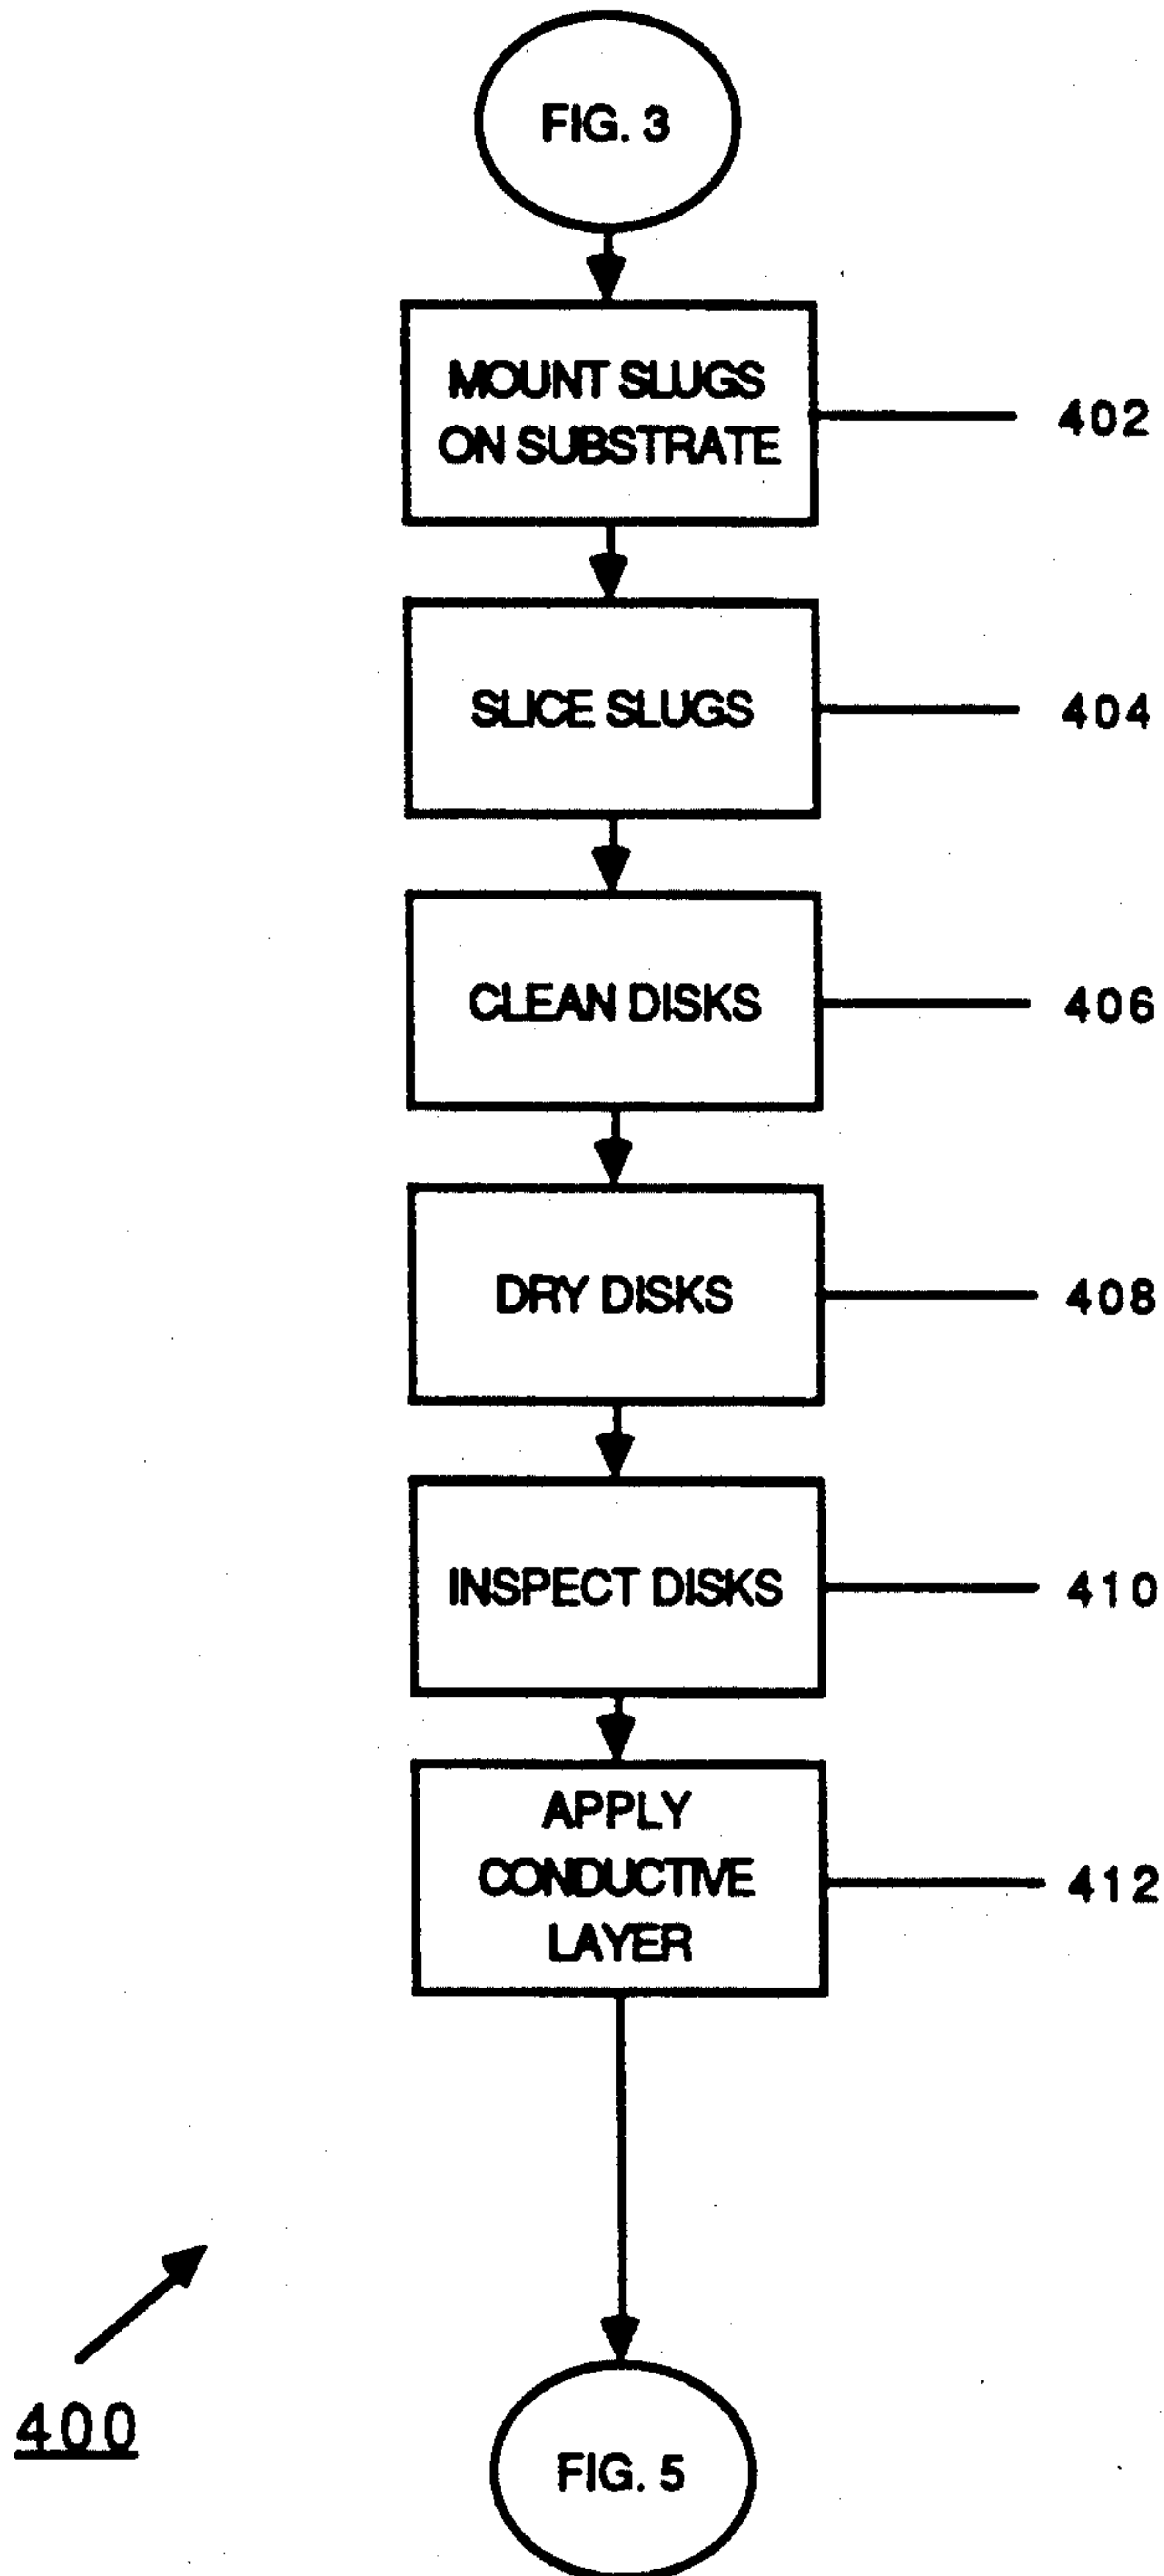 FIG. 3
MOUNT SLUGS
ON SUBSTRATE
402
SLICE SLUGS
404
CLEAN DISKS
406
DRY DISKS
408
INSPECT DISKS
410
APPLY
CONDUCTIVE
LAYER
412
400
FIG. 5